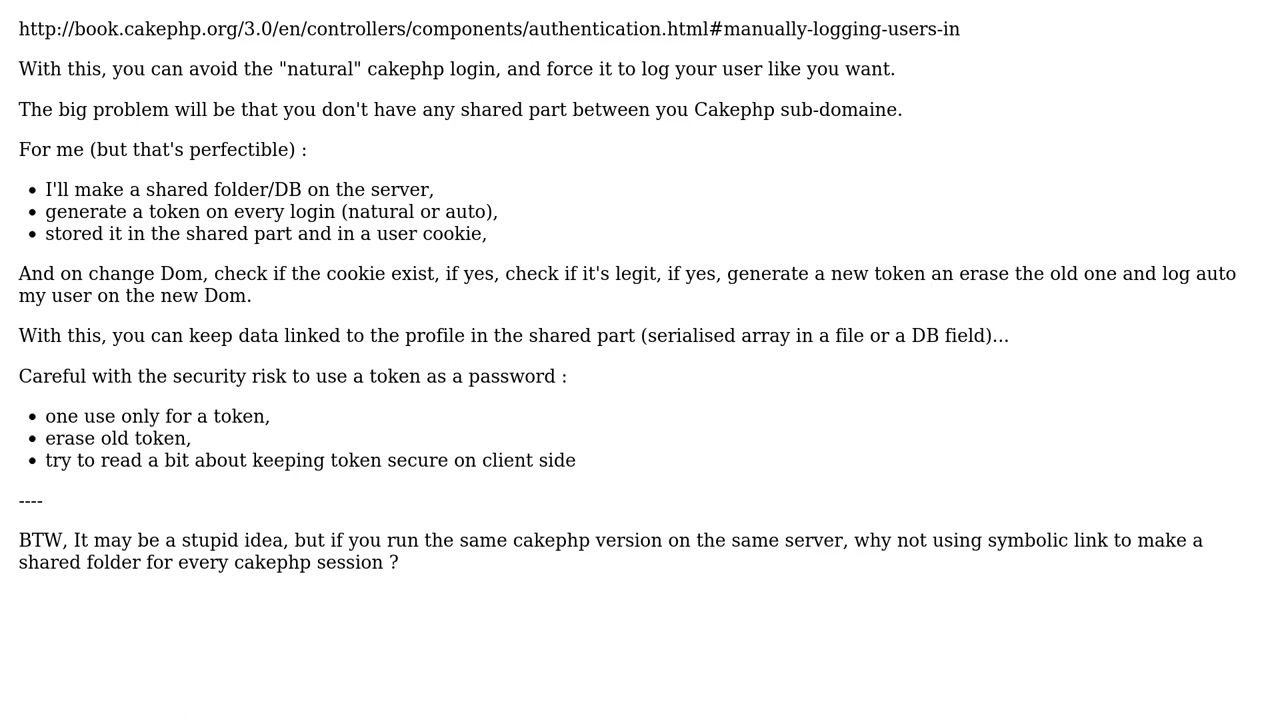 http://book.cakephp.org/3.0/en/controllers/components/authentication.html#manually-logging-users-in
With this, you can avoid the "natural" cakephp login, and force it to log your user like you want.
The big problem will be that you don't have any shared part between you Cakephp sub-domaine.
For me (but that's perfectible) :
• I'll make a shared folder/DB on the server,
• generate a token on every login (natural or auto),
• stored it in the shared part and in a user cookie,
And on change Dom, check if the cookie exist, if yes, check if it's legit, if yes, generate a new token an erase the old one and log auto
my user on the new Dom.
With this, you can keep data linked to the profile in the shared part (serialised array in a file or a DB field)...
Careful with the security risk to use a token as a password :
• one use only for a token,
• erase old token,
• try to read a bit about keeping token secure on client side
----
BTW, It may be a stupid idea, but if you run the same cakephp version on the same server, why not using symbolic link to make a
shared folder for every cakephp session ?